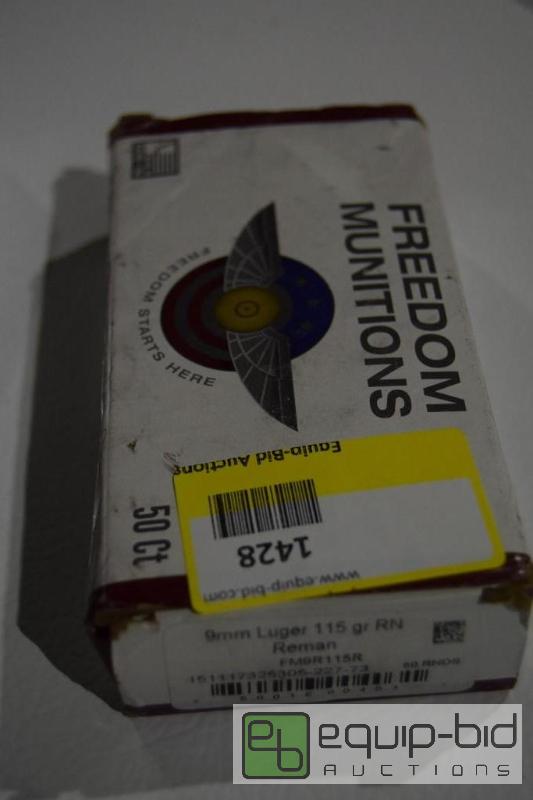 FREEDOM
MUNITIONS
FREEDOM STARTS HERE
50 Ct
Equip-Bid Auctions
1428
www.equip-bid.com
9mm Luger 115 gr RN
Reman
FM9R115R
50 RNDS
equip-bid
AUCTIONS